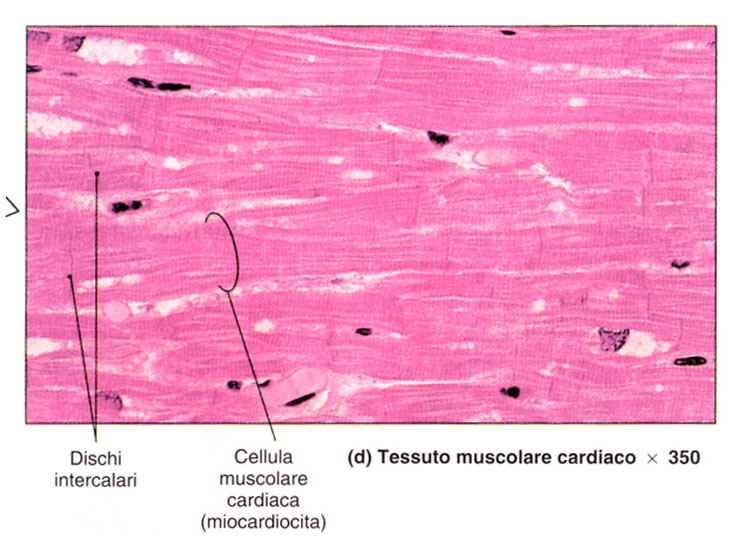 Dischi
intercalari
Cellula
muscolare
cardiaca
(miocardiocita)
(d) Tessuto muscolare cardiaco × 350